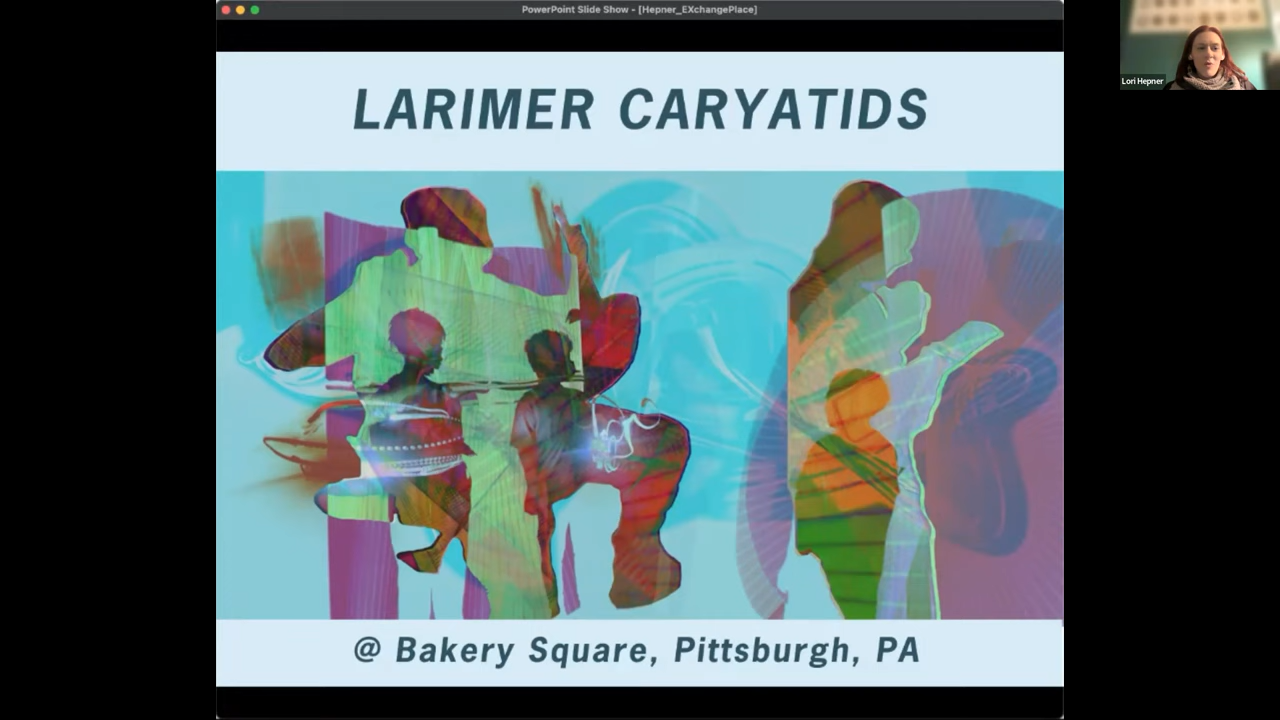 PowerPoint Slide Show - [Hepner_EXchangePlace]
Lori Hepner
LARIMER CARYATIDS
@ Bakery Square, Pittsburgh, PA